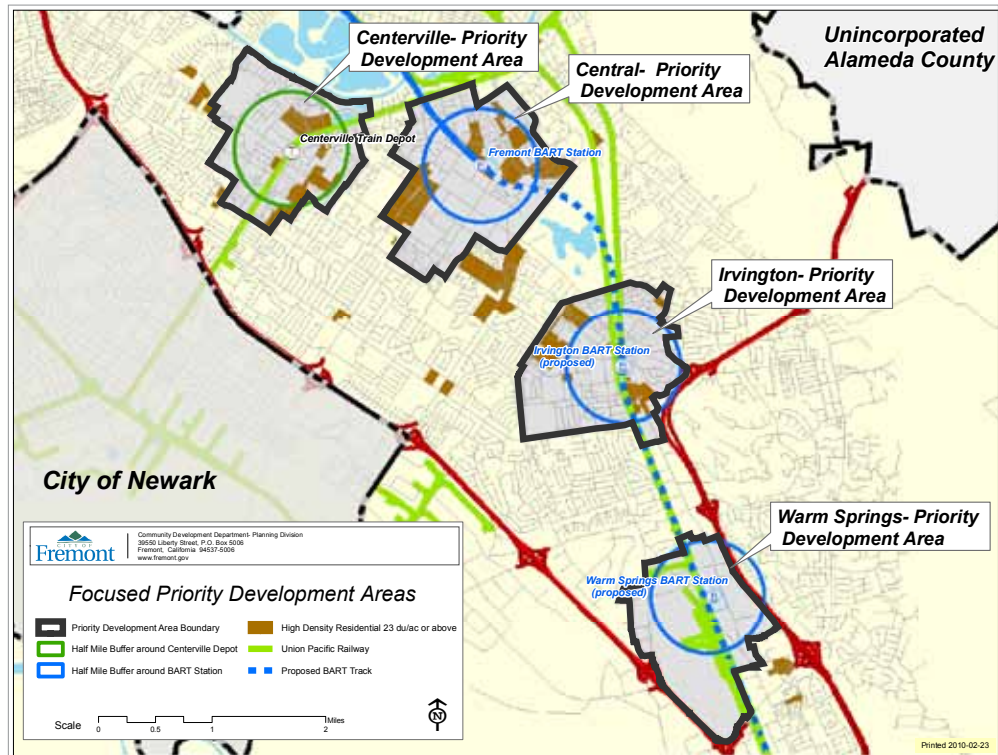 Centerville- Priority
Development Area
Central- Priority
Development Area
Unincorporated
Alameda County
Centerville Train Depot
Fremont BART Station
Irvington- Priority
Development Area
Irvington BART Station
(proposed)
City of Newark
Warm Springs- Priority
Development Area
Warm Springs BART Station
(proposed)
CITY OF
Fremont
Community Development Department- Planning Division
39550 Liberty Street, P.O. Box 5006
Fremont, California 94537-5006
www.fremont.gov
Focused Priority Development Areas
Priority Development Area Boundary
High Density Residential 23 du/ac or above
Half Mile Buffer around Centerville Depot
Union Pacific Railway
Half Mile Buffer around BART Station
Proposed BART Track
Scale
0 0.5 1 2
Miles
N
Printed 2010-02-23